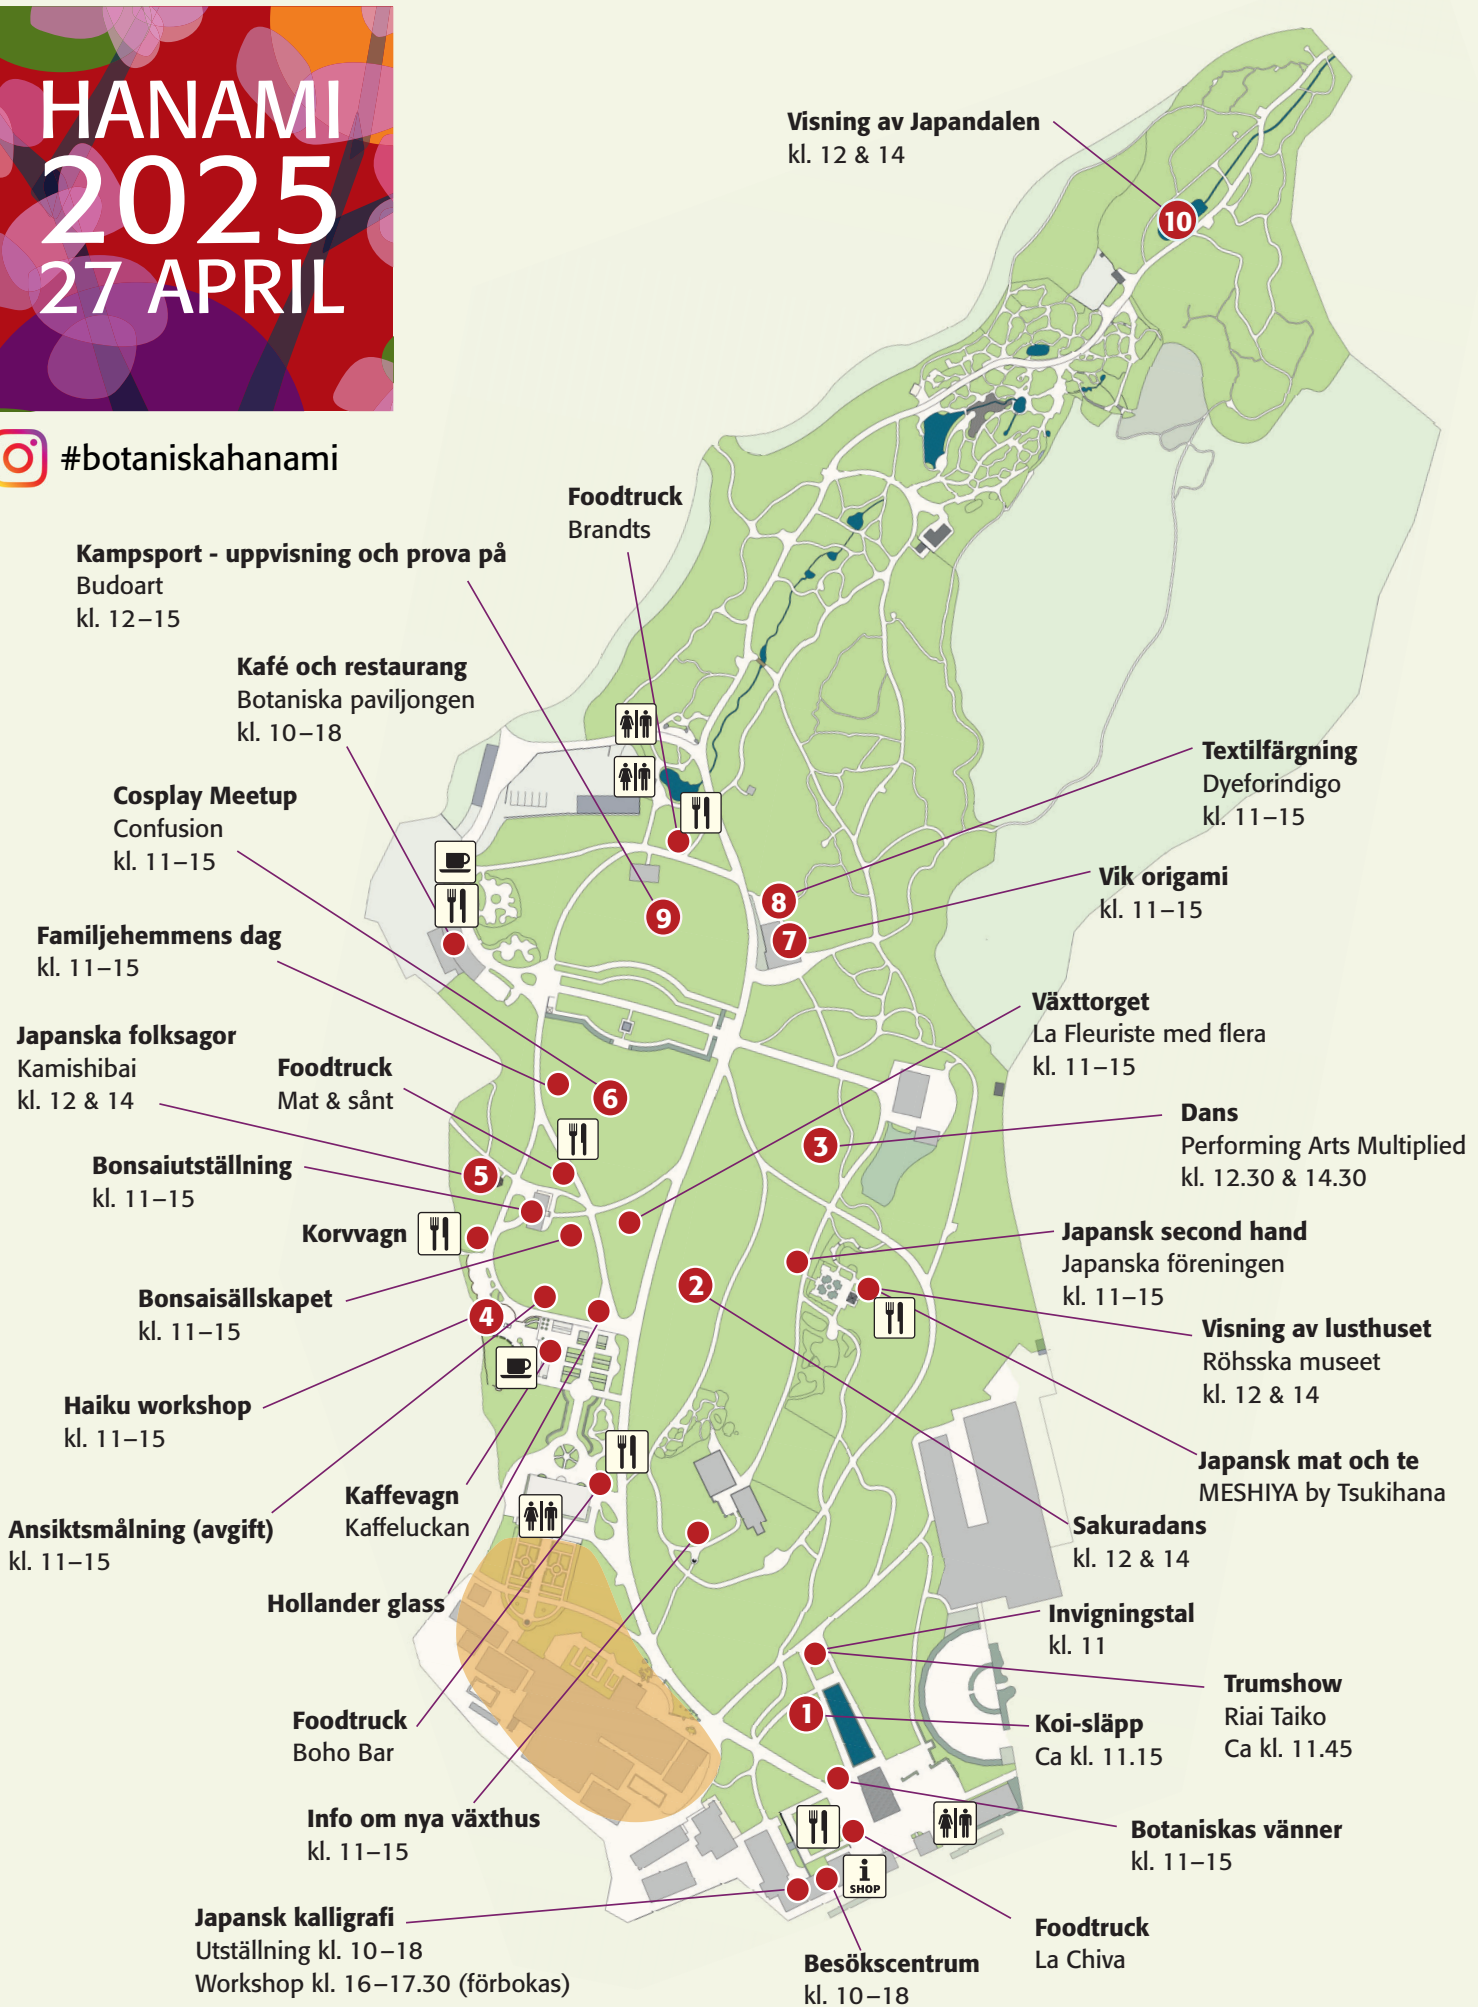 HANAMI
2025
27 APRIL
#botaniskahanami
Visning av Japandalen
kl. 12 & 14
10
Foodtruck
Brandts
Kampsport - uppvisning och prova på
Budoart
kl. 12–15
Kafé och restaurang
Botaniska paviljongen
kl. 10–18
Cosplay Meetup
Confusion
kl. 11–15
Textilfärgning
Dyeforindigo
kl. 11–15
Vik origami
kl. 11–15
8
9
7
Familjehemmens dag
kl. 11–15
Växttorget
La Fleuriste med flera
kl. 11–15
Japanska folksagor
Kamishibai
kl. 12 & 14
Foodtruck
Mat & sånt
6
3
Dans
Performing Arts Multiplied
kl. 12.30 & 14.30
5
Bonsaiutställning
kl. 11–15
Korvvagn
Japansk second hand
Japanska föreningen
kl. 11–15
2
Bonsaisällskapet
kl. 11–15
4
Visning av lusthuset
Röhsska museet
kl. 12 & 14
Haiku workshop
kl. 11–15
Japansk mat och te
MESHIYA by Tsukihana
Kaffevagn
Kaffeluckan
Ansiktsmålning (avgift)
kl. 11–15
Sakuradans
kl. 12 & 14
Hollander glass
Invigningstal
kl. 11
Trumshow
Riai Taiko
Ca kl. 11.45
1
Koi-släpp
Ca kl. 11.15
Foodtruck
Boho Bar
Info om nya växthus
kl. 11–15
Botaniskas vänner
kl. 11–15
i
SHOP
Japansk kalligrafi
Utställning kl. 10–18
Workshop kl. 16–17.30 (förbokas)
Foodtruck
La Chiva
Besökscentrum
kl. 10–18